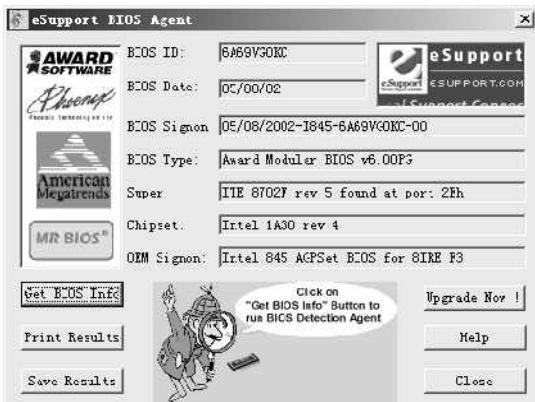 eSupport BIOS Agent
AWARD
SOFTWARE
Phoenix
American
Megatrends
MR BIOS®
BIOS ID: 6A69VG0KC
BIOS Date: 05/00/02
BIOS Signon 05/08/2002-I845-6A69VG0KC-00
BIOS Type: Award Modular BIOS v6.00PG
Super ITE 8702F rev 5 found at port 2Eh
Chipset. Intel 1A30 rev 4
OEM Signon: Intel 845 AGPSet BIOS for 8IRE F3
eSupport
eSupport
ESUPPORT.COM
Get BIOS Info
Print Results
Save Results
Click on
"Get BIOS Info" Button to
run BIOS Detection Agent
Upgrade Now !
Help
Close